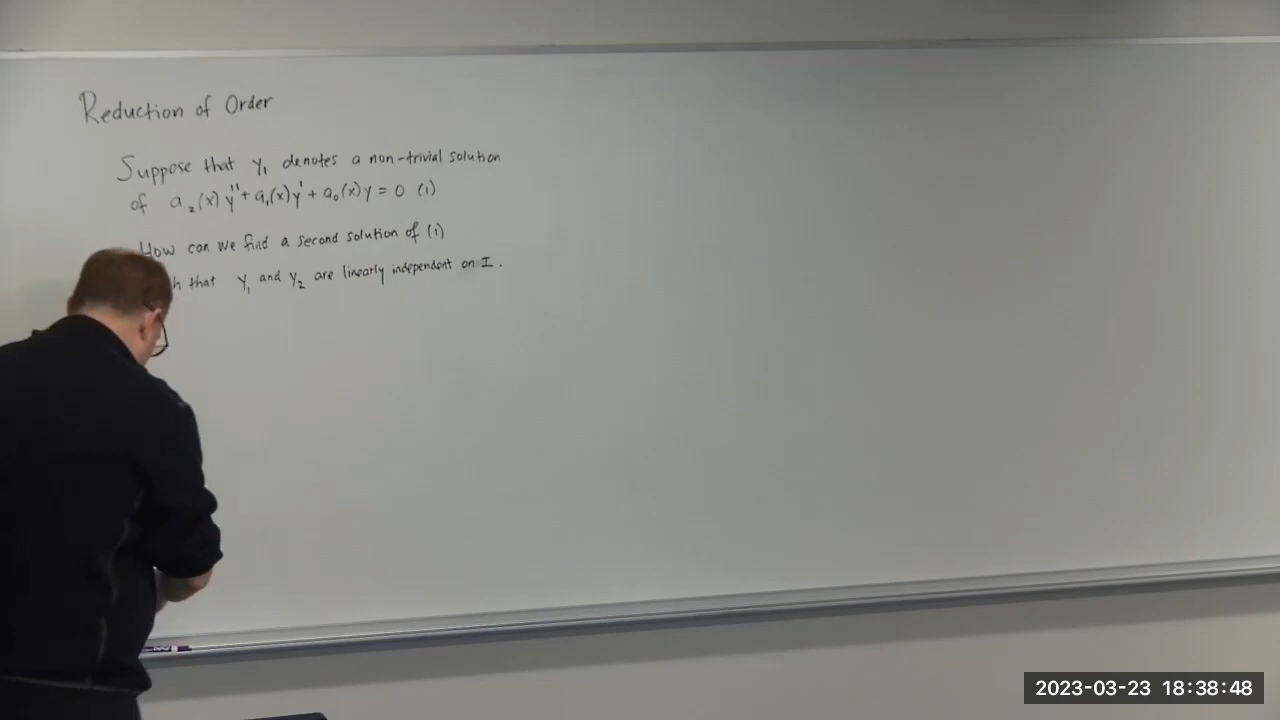 Reduction of Order
Suppose that y₁ denotes a non-trivial solution
of a₂(x)y'' + a₁(x)y' + a₀(x)y = 0 (1)
How can we find a second solution of (1)
that y₁ and y₂ are linearly independent on I.
2023-03-23 18:38:48